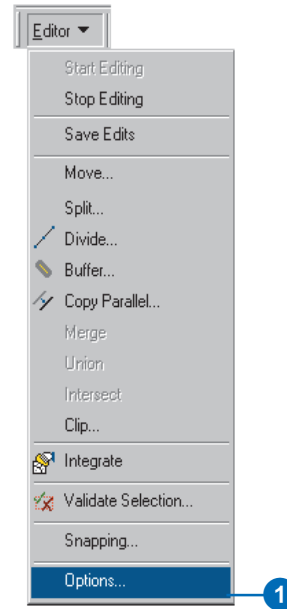 Editor
Start Editing
Stop Editing
Save Edits
Move...
Split...
Divide...
Buffer...
Copy Parallel...
Merge
Union
Intersect
Clip...
Integrate
Validate Selection...
Snapping...
Options...
1